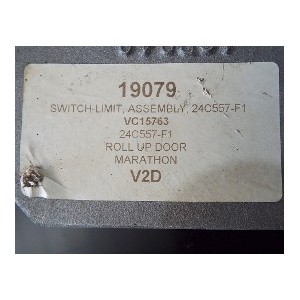 19079
SWITCH-LIMIT, ASSEMBLY, 24C557-F1
VC15763
24C557-F1
ROLL UP DOOR
MARATHON
V2D